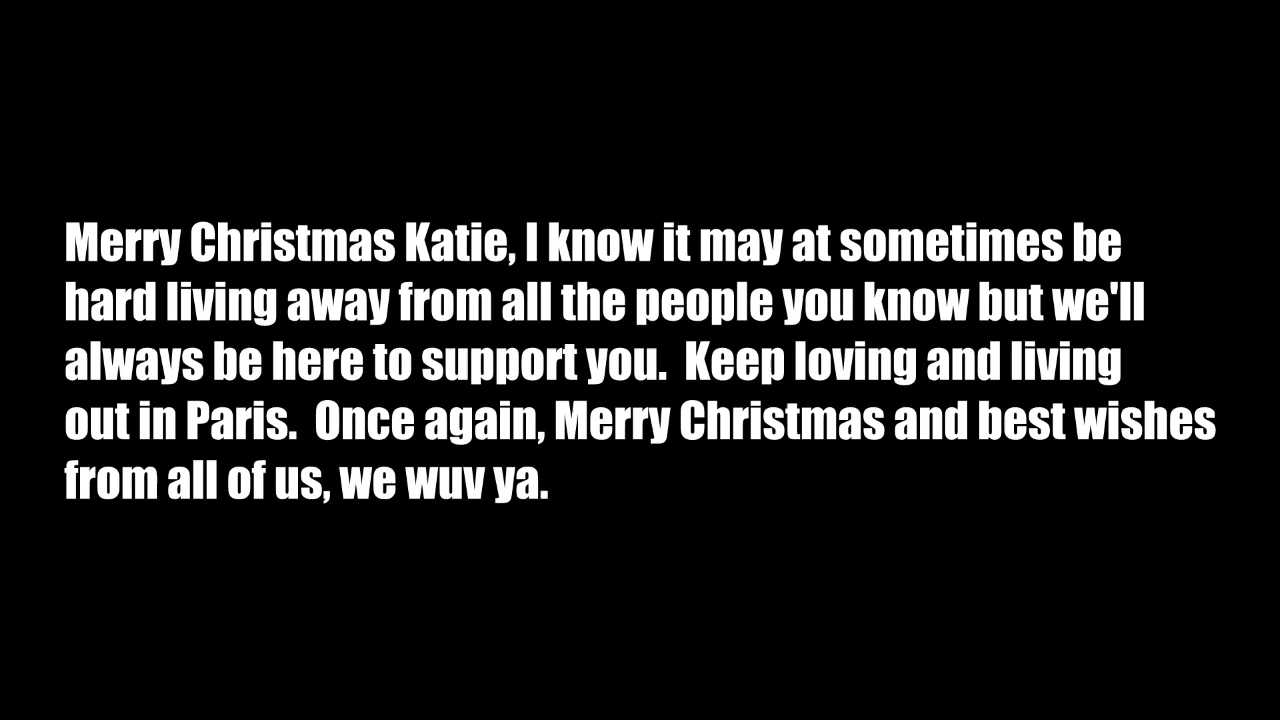 Merry Christmas Katie, I know it may at sometimes be
hard living away from all the people you know but we'll
always be here to support you.  Keep loving and living
out in Paris.  Once again, Merry Christmas and best wishes
from all of us, we wuv ya.